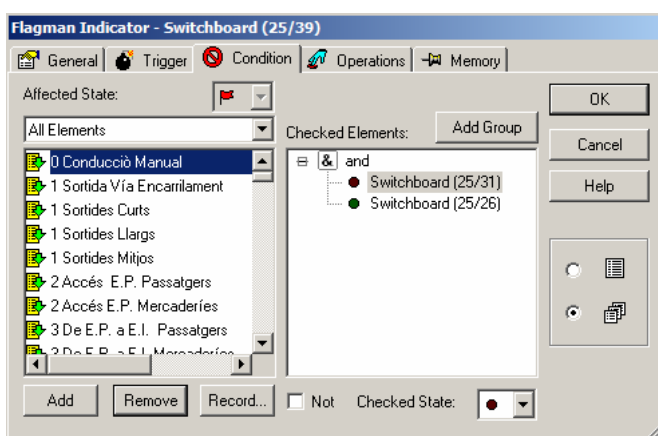 Flagman Indicator - Switchboard (25/39)
General Trigger Condition Operations Memory
Affected State:
All Elements
0 Conducciò Manual
1 Sortida Vía Encarrilament
1 Sortides Curts
1 Sortides Llargs
1 Sortides Mitjos
2 Accés E.P. Passatgers
2 Accés E.P. Mercaderíes
3 De E.P. a E.I. Passatgers
3 De E.P. a E.I. Mercaderíes
Add Remove Record...
Checked Elements:
Add Group
& and
Switchboard (25/31)
Switchboard (25/26)
Not Checked State:
OK
Cancel
Help